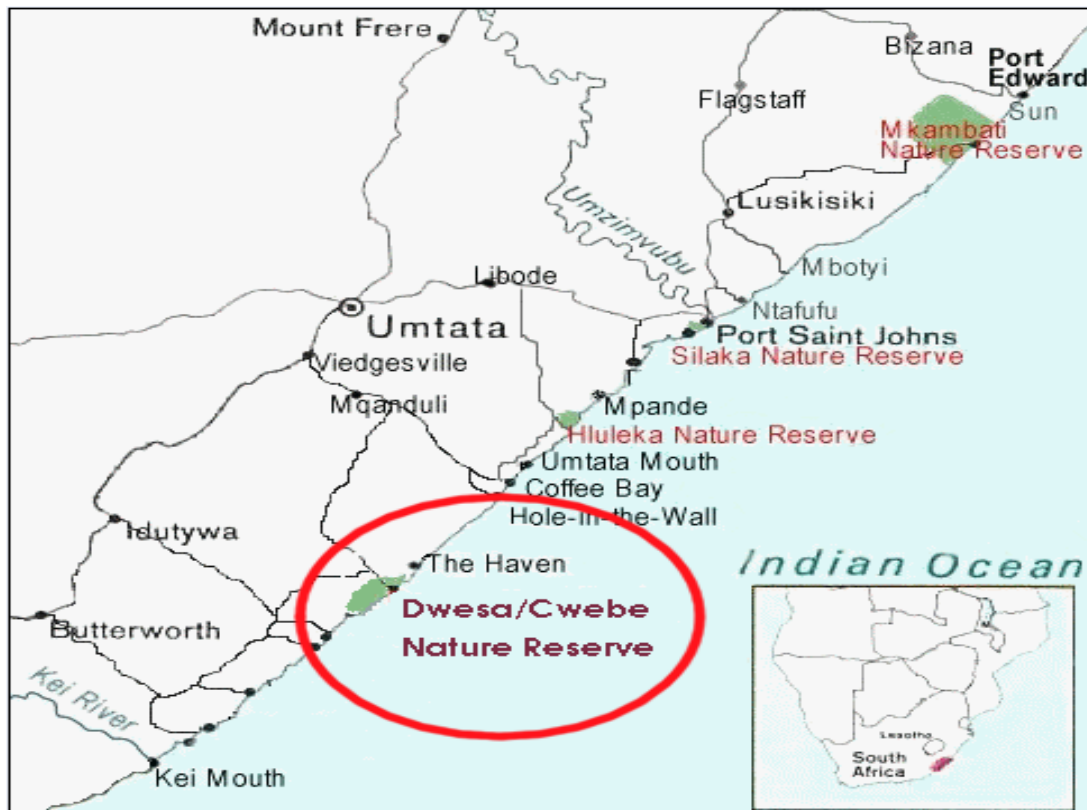 Mount Frere
Bizana
Port
Edward
Flagstaff
Sun
Mkambati
Nature Reserve
Umzimvubu
Lusikisiki
Mbotyi
Libode
Ntafufu
Umtata
Port Saint Johns
Silaka Nature Reserve
Viedgesville
Mqanduli
Mpande
Hluleka Nature Reserve
Umtata Mouth
Coffee Bay
Hole-in-the-Wall
Idutywa
The Haven
Indian Ocean
Dwesa/Cwebe
Nature Reserve
Butterworth
Kei River
Kei Mouth
Lesotho
South
Africa